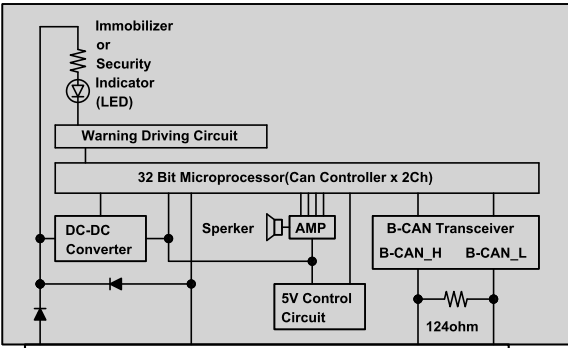 Immobilizer
or
Security
Indicator
(LED)
Warning Driving Circuit
32 Bit Microprocessor(Can Controller x 2Ch)
DC-DC
Converter
Sperker
AMP
B-CAN Transceiver
B-CAN_H B-CAN_L
5V Control
Circuit
124ohm